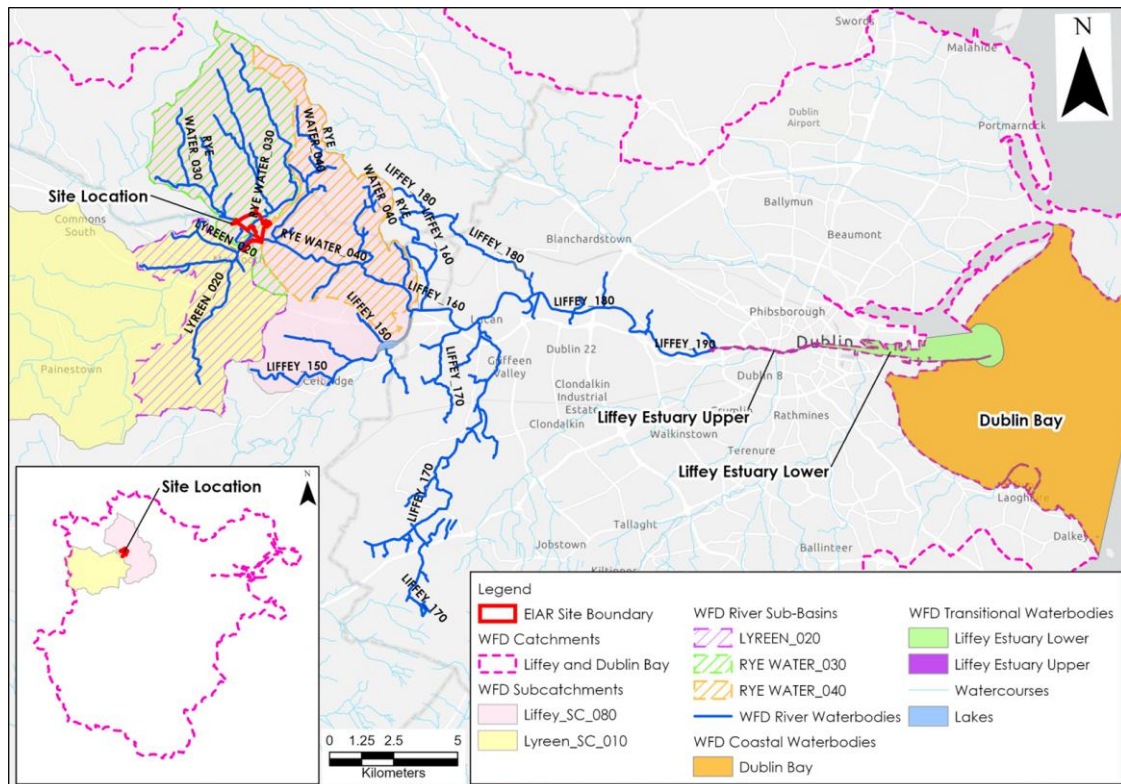 Swords
Malahide
N
Dublin
Airport
Portmarnock
RYE
WATER_040
RYE
WATER_030
RYE WATER_030
WATER_040
RYE
LIFFEY_180
LIFFEY_160
Ballymun
Site Location
Commons
South
LYREEN_020
RYE WATER_040
LIFFEY_180
Blanchardstown
Beaumont
LYREEN_020
LIFFEY_160
LIFFEY_150
Lucan
LIFFEY_180
Phibsborough
Dublin
LIFFEY_190
Painestown
LIFFEY_150
Celbridge
LIFFEY_170
Griffeen
Valley
Dublin 22
Dublin 8
Clondalkin
Industrial
Estate
Clondalkin
Crumlin
Rathmines
Liffey Estuary Upper
Walkinstown
Terenure
Dublin Bay
Liffey Estuary Lower
LIFFEY_170
Laoghaire
Tallaght
Jobstown
Ballinteer
Dalkey
Kiltipper
LIFFEY_170
Site Location
N
0 1.25 2.5 5
Kilometers
Legend
EIAR Site Boundary
WFD Catchments
Liffey and Dublin Bay
WFD Subcatchments
Liffey_SC_080
Lyreen_SC_010
WFD River Sub-Basins
LYREEN_020
RYE WATER_030
RYE WATER_040
WFD River Waterbodies
WFD Coastal Waterbodies
Dublin Bay
WFD Transitional Waterbodies
Liffey Estuary Lower
Liffey Estuary Upper
Watercourses
Lakes